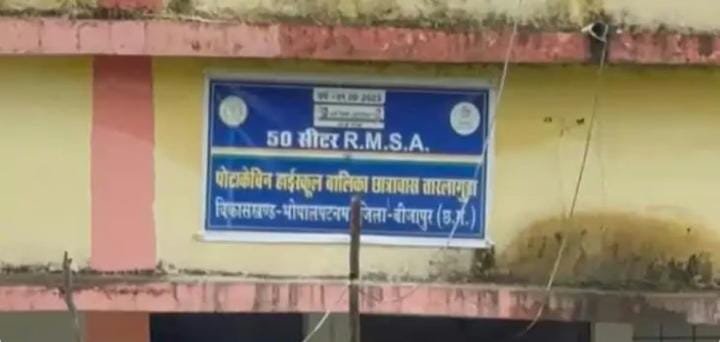 50 सीटर R.M.S.A.
पोटाकेबिन हाईस्कूल बालिका छात्रावास तारलागुड़ा
विकासखण्ड-भोपालपटनम जिला-बीजापुर (छ.ग.)